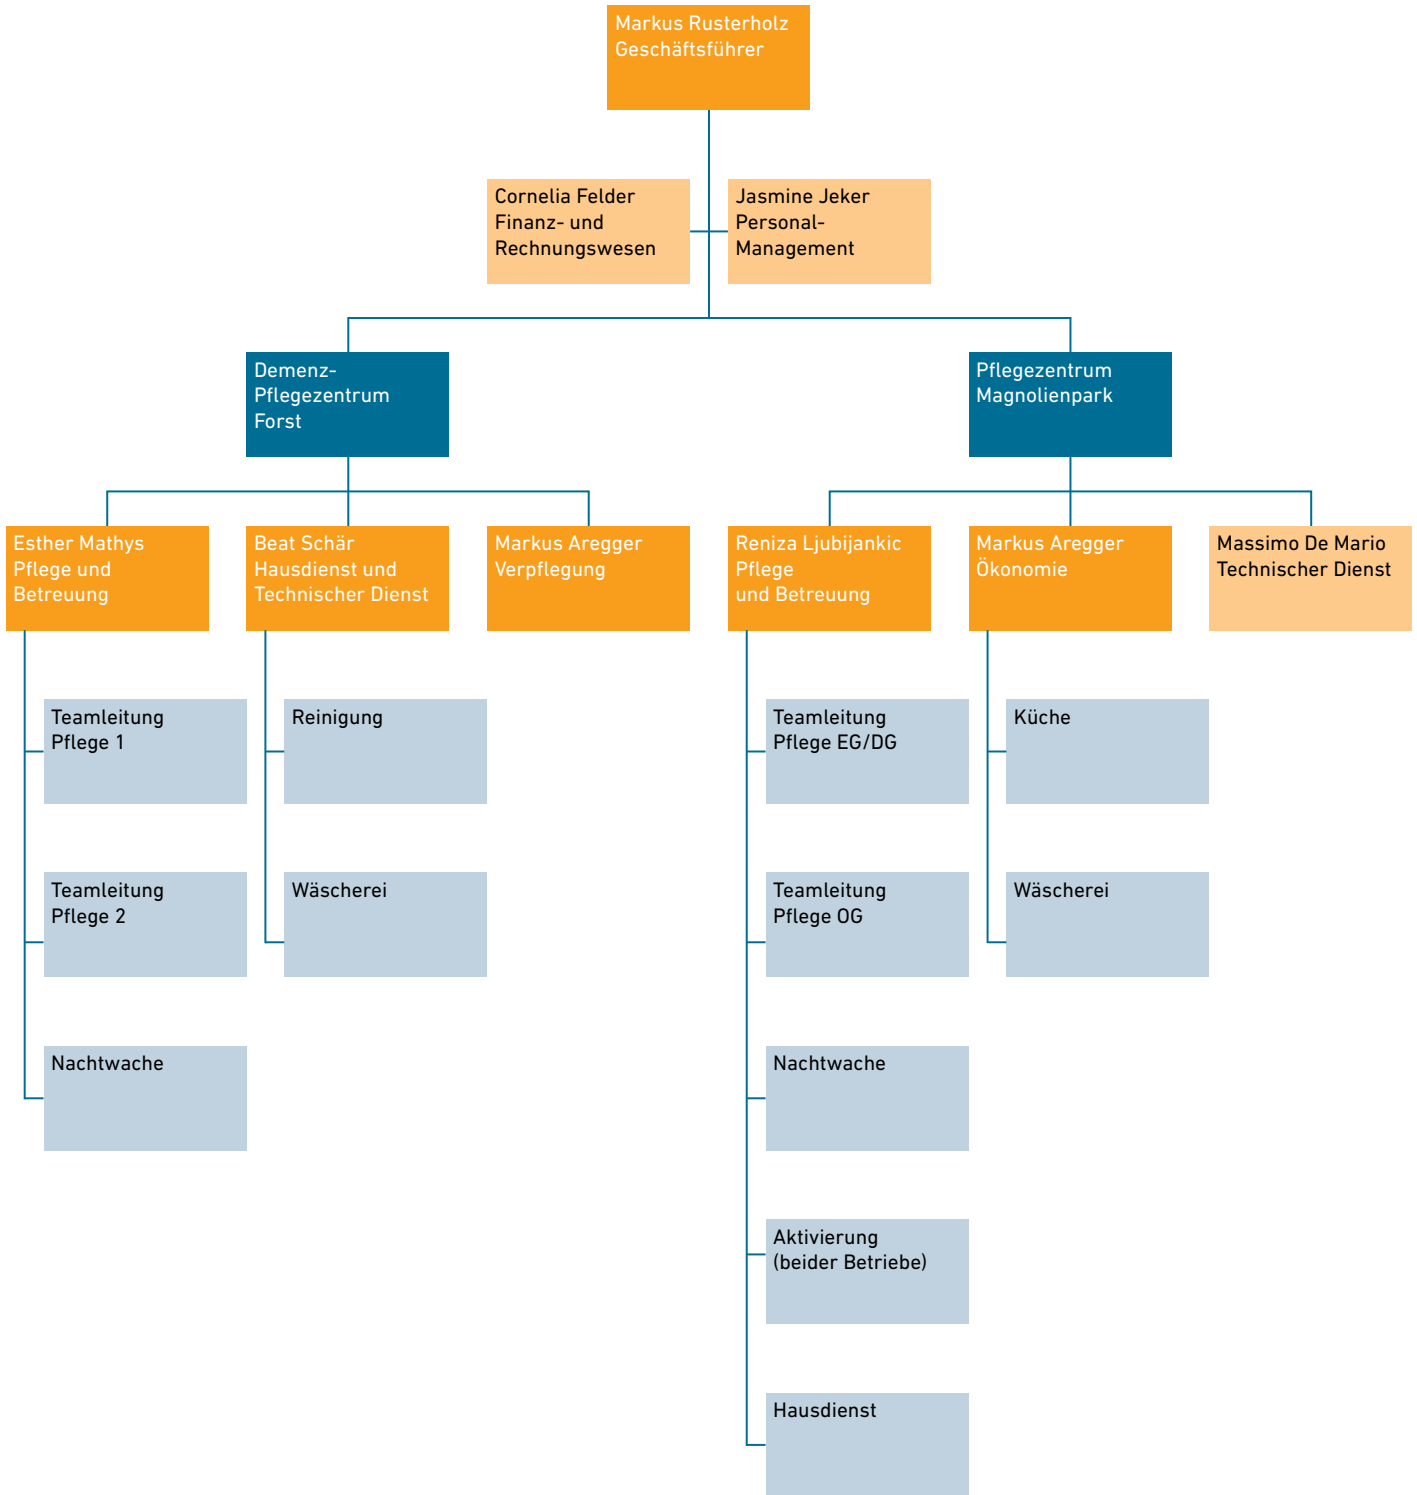 Markus Rusterholz
Geschäftsführer
Cornelia Felder
Finanz- und
Rechnungswesen
Jasmine Jeker
Personal-
Management
Demenz-
Pflegezentrum
Forst
Pflegezentrum
Magnolienpark
Esther Mathys
Pflege und
Betreuung
Beat Schär
Hausdienst und
Technischer Dienst
Markus Aregger
Verpflegung
Reniza Ljubijankic
Pflege
und Betreuung
Markus Aregger
Ökonomie
Massimo De Mario
Technischer Dienst
Teamleitung
Pflege 1
Reinigung
Teamleitung
Pflege EG/DG
Küche
Teamleitung
Pflege 2
Wäscherei
Teamleitung
Pflege OG
Wäscherei
Nachtwache
Nachtwache
Aktivierung
(beider Betriebe)
Hausdienst